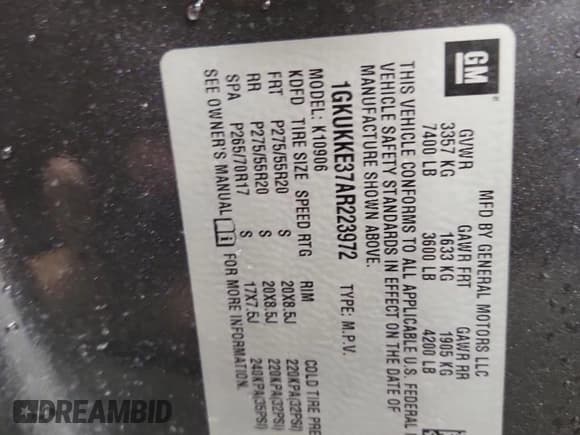 GM
MFD BY GENERAL MOTORS LLC
GVWR GAWR FRT GAWR RR
3357 KG 1633 KG 1905 KG
7400 LB 3600 LB 4200 LB
THIS VEHICLE CONFORMS TO ALL APPLICABLE U.S. FEDERAL
VEHICLE SAFETY STANDARDS IN EFFECT ON THE DATE OF
MANUFACTURE SHOWN ABOVE.
1GKUKKE37AR223972 TYPE: M.P.V.
MODEL: K10906
KDFD TIRE SIZE SPEED RTG RIM COLD TIRE PRE
FRT P275/55R20 S 20X8.5J 220KPA(32PSI)
RR P275/55R20 S 20X8.5J 220KPA(32PSI)
SPA P265/70R17 17X7.5J 240KPA(35PSI)
SEE OWNER'S MANUAL i FOR MORE INFORMATION.
DREAMBID